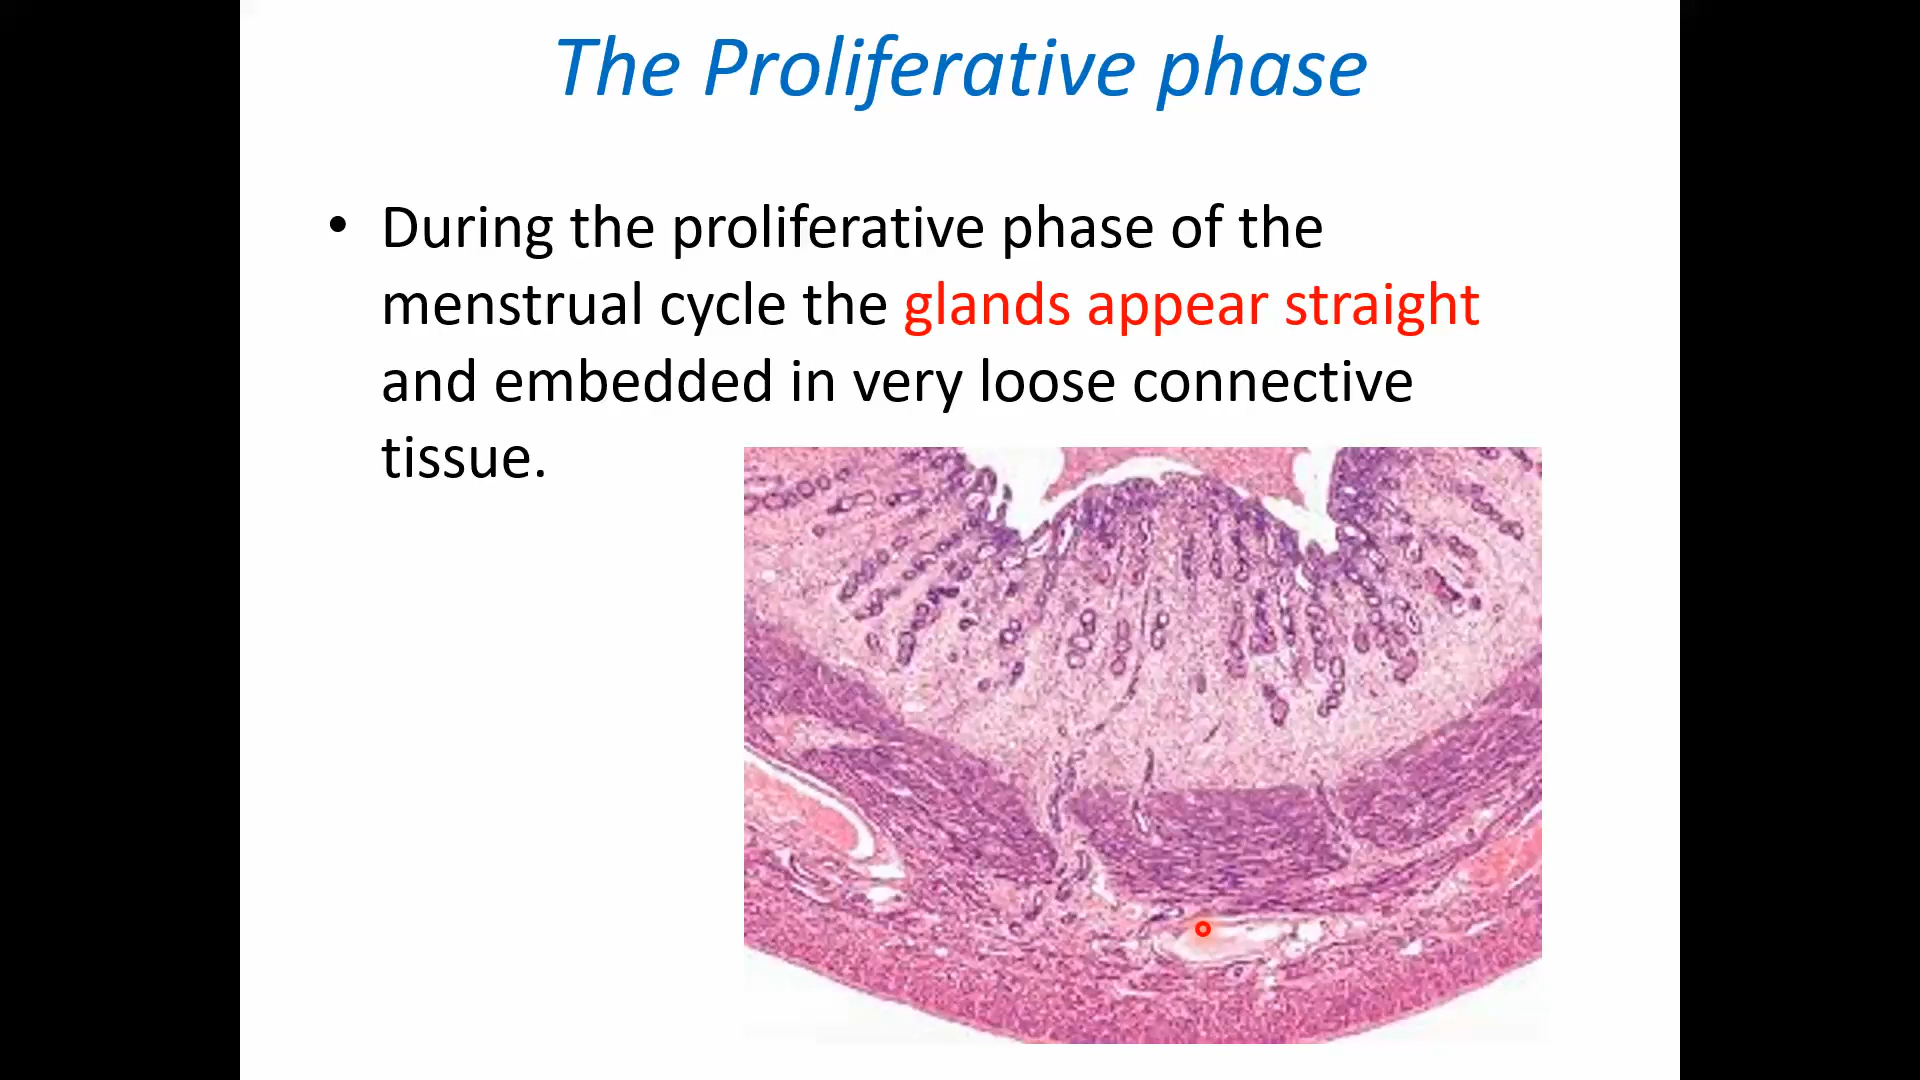 The Proliferative phase
• During the proliferative phase of the
menstrual cycle the glands appear straight
and embedded in very loose connective
tissue.